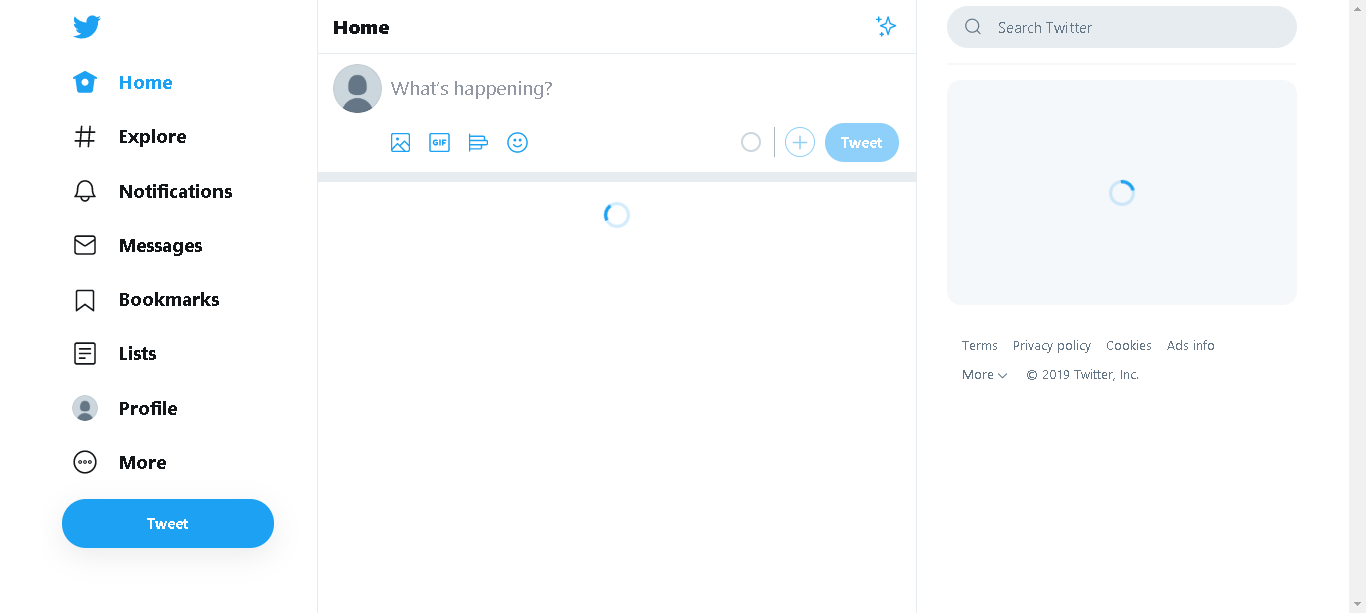 Home
Explore
Notifications
Messages
Bookmarks
Lists
Profile
More
Tweet
Home
What's happening?
GIF
Tweet
Search Twitter
Terms Privacy policy Cookies Ads info
More © 2019 Twitter, Inc.